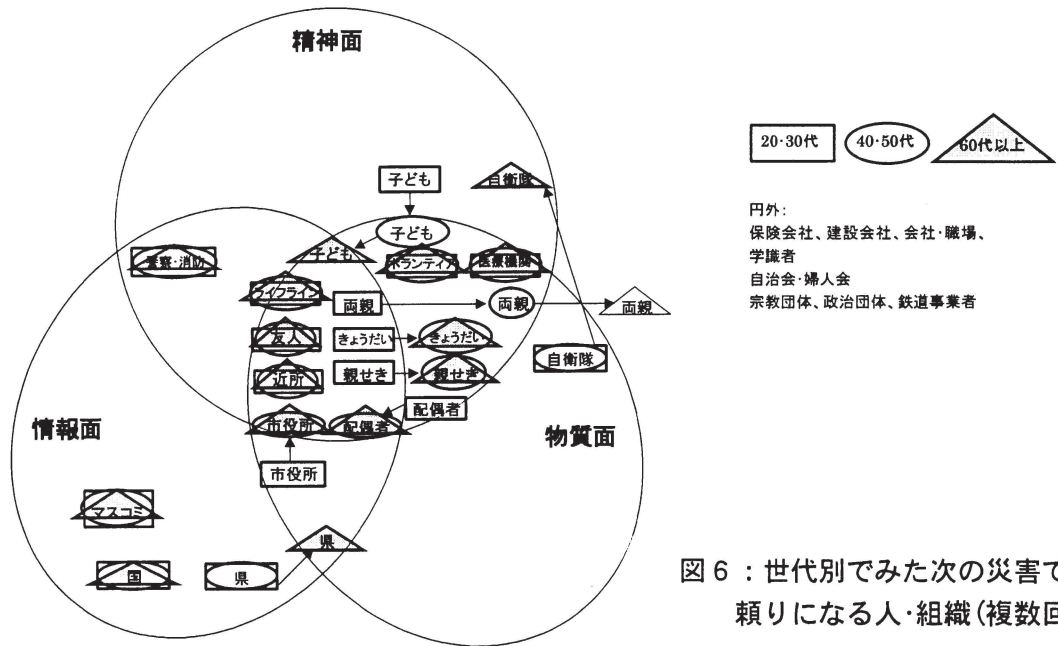 精神面
20・30代
40・50代
60代以上
子ども
自衛隊
円外:
保険会社、建設会社、会社・職場、
学識者
自治会・婦人会
宗教団体、政治団体、鉄道事業者
子ども
子ども
警察・消防
ボランティア
医療機関
ライフライン
両親
両親
両親
友人
きょうだい
きょうだい
自衛隊
近所
親せき
親せき
配偶者
情報面
市役所
配偶者
物質面
市役所
マスコミ
県
国
県
図6:世代別でみた次の災害で
頼りになる人・組織(複数回